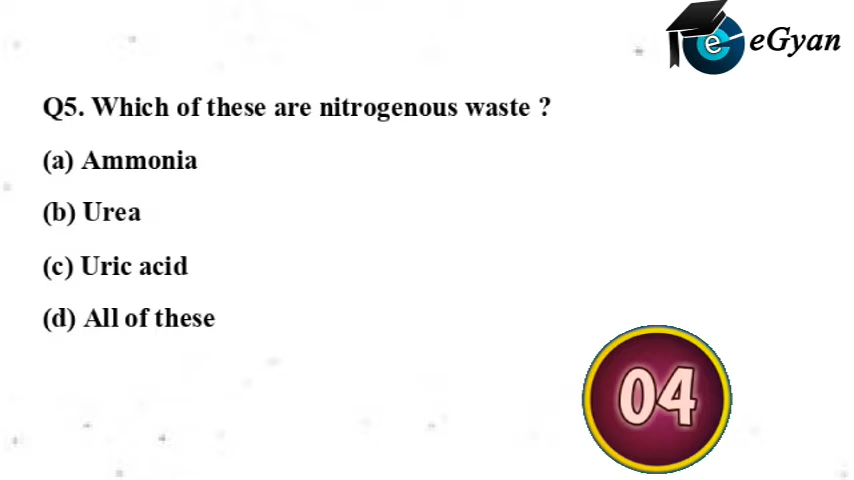 e eGyan
Q5. Which of these are nitrogenous waste ?
(a) Ammonia
(b) Urea
(c) Uric acid
(d) All of these
04